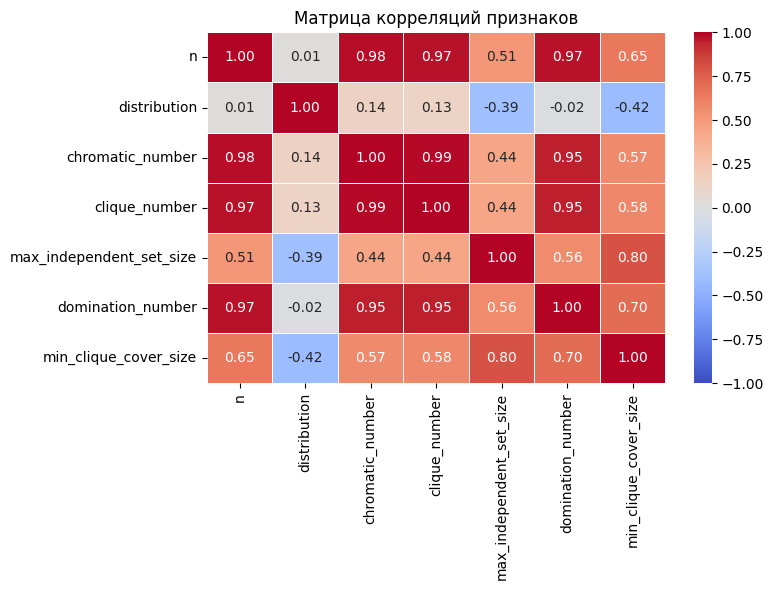 Матрица корреляций признаков
n 1.00 0.01 0.98 0.97 0.51 0.97 0.65
distribution 0.01 1.00 0.14 0.13 -0.39 -0.02 -0.42
chromatic_number 0.98 0.14 1.00 0.99 0.44 0.95 0.57
clique_number 0.97 0.13 0.99 1.00 0.44 0.95 0.58
max_independent_set_size 0.51 -0.39 0.44 0.44 1.00 0.56 0.80
domination_number 0.97 -0.02 0.95 0.95 0.56 1.00 0.70
min_clique_cover_size 0.65 -0.42 0.57 0.58 0.80 0.70 1.00
n
distribution
chromatic_number
clique_number
max_independent_set_size
domination_number
min_clique_cover_size
1.00
0.75
0.50
0.25
0.00
−0.25
−0.50
−0.75
−1.00